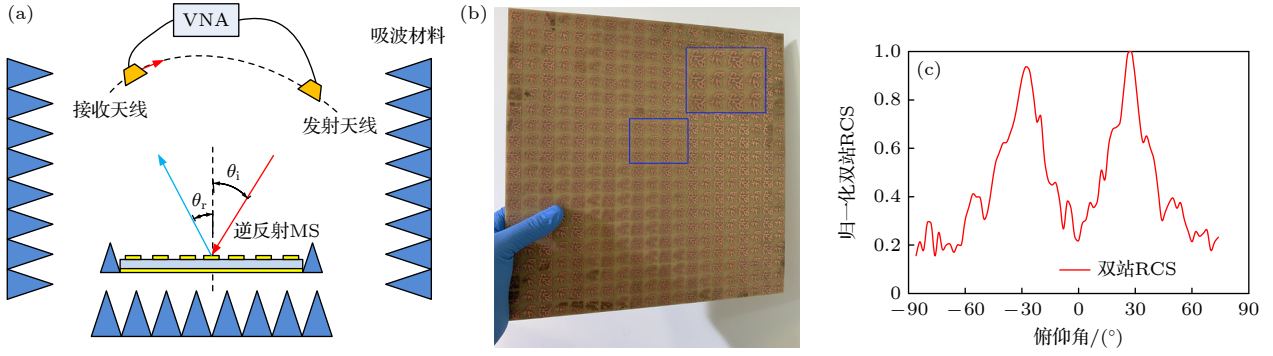 (a)
VNA
吸波材料
接收天线
发射天线
θi
θr
逆反射MS
(b)
(c)
归一化双站RCS
1.0
0.8
0.6
0.4
0.2
0
双站RCS
−90 −60 −30 0 30 60 90
俯仰角/(°)